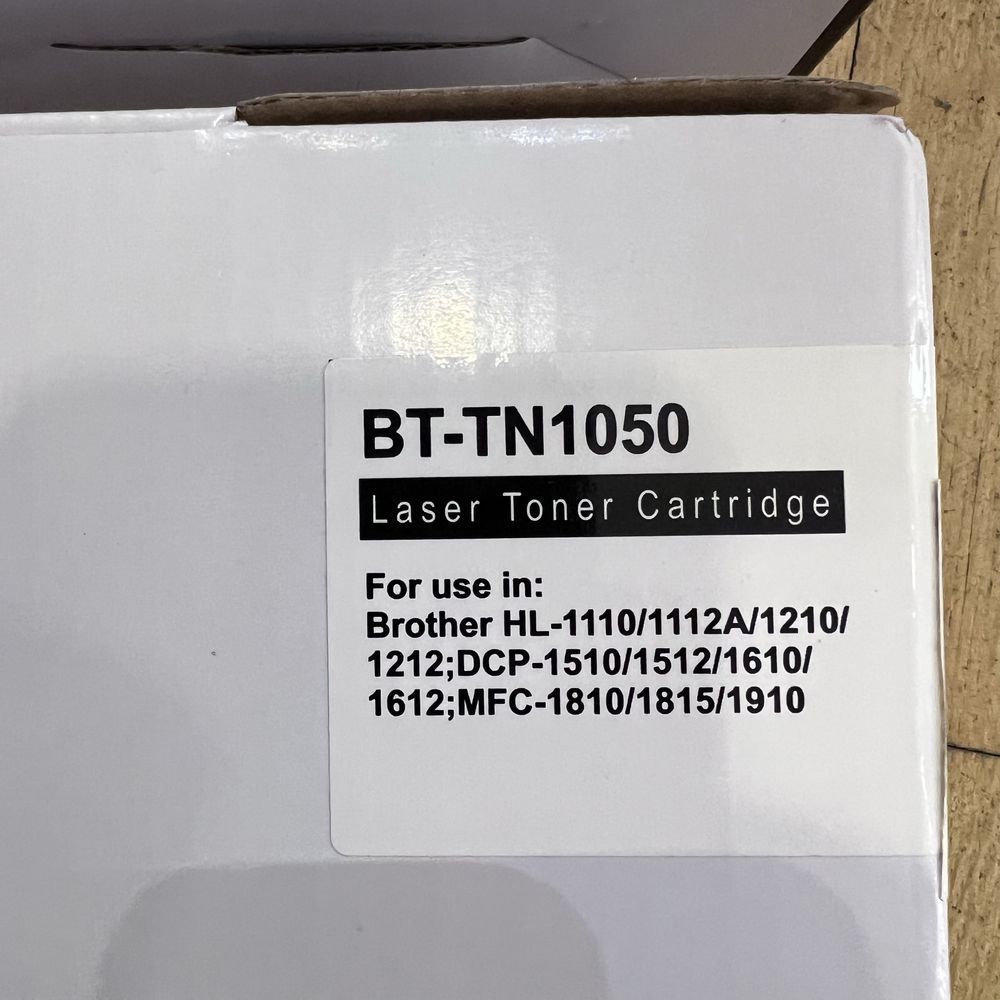 BT-TN1050
Laser Toner Cartridge
For use in:
Brother HL-1110/1112A/1210/
1212;DCP-1510/1512/1610/
1612;MFC-1810/1815/1910